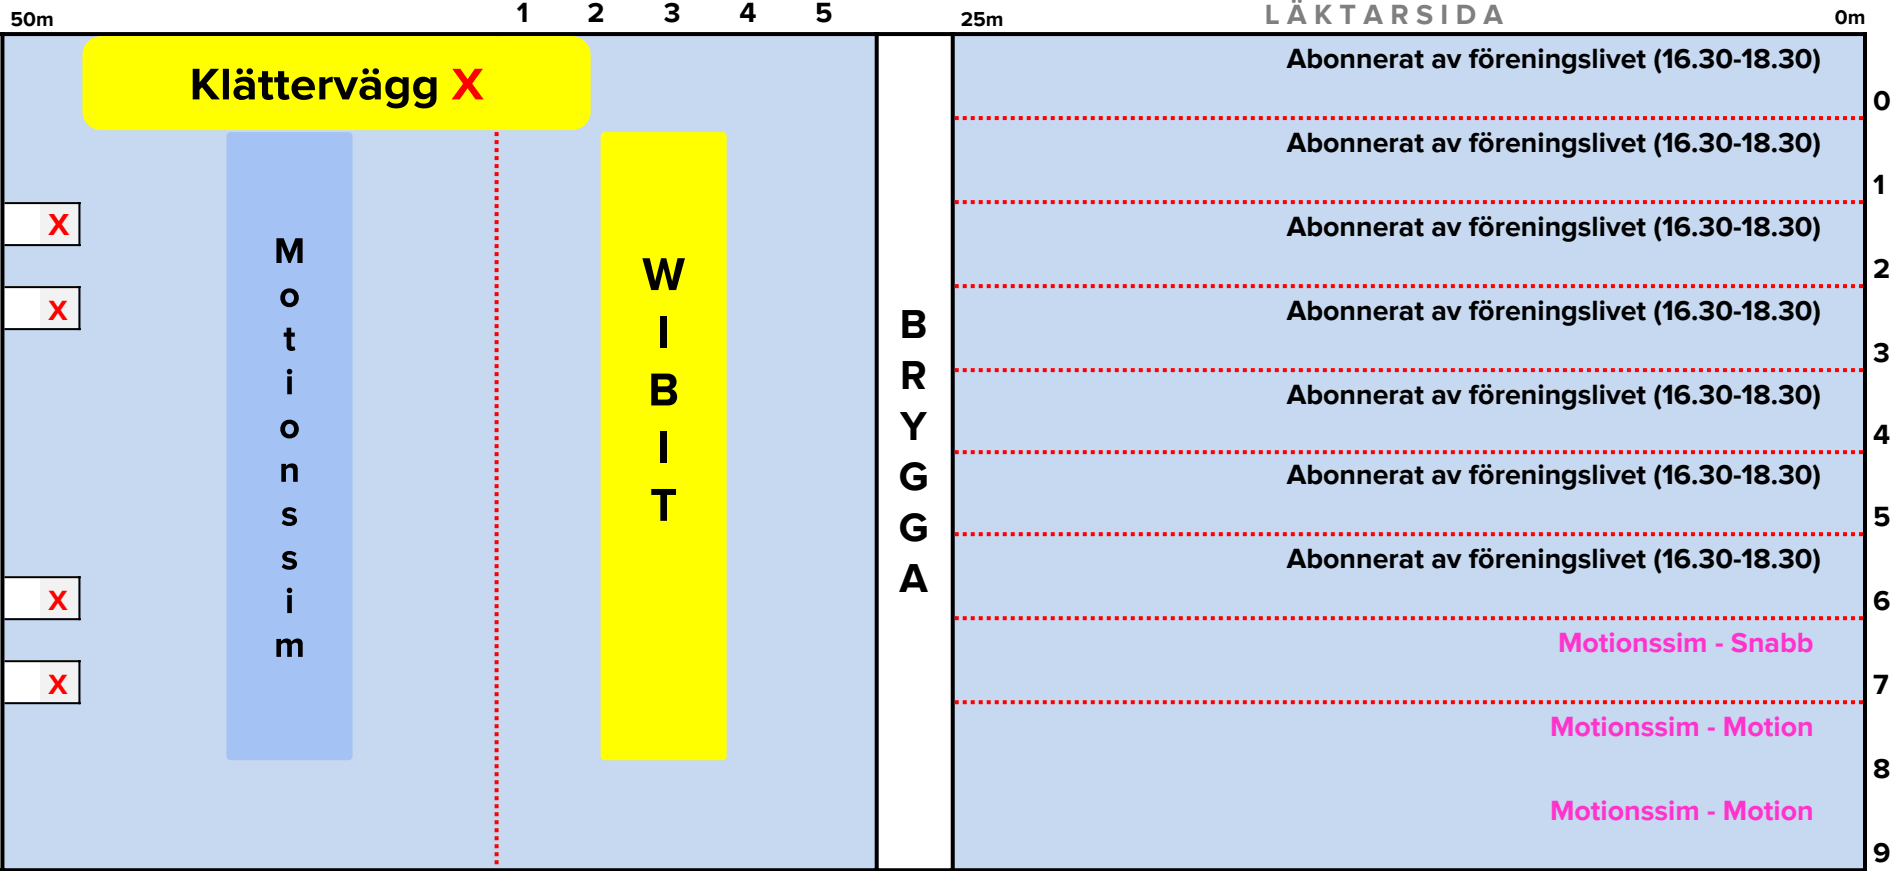 50m
1 2 3 4 5
25m
LÄKTARSIDA
0m
Klättervägg X
X
X
X
X
Motionssim
WIBIT
BRYGGA
Abonnerat av föreningslivet (16.30-18.30)
0
Abonnerat av föreningslivet (16.30-18.30)
1
Abonnerat av föreningslivet (16.30-18.30)
2
Abonnerat av föreningslivet (16.30-18.30)
3
Abonnerat av föreningslivet (16.30-18.30)
4
Abonnerat av föreningslivet (16.30-18.30)
5
Abonnerat av föreningslivet (16.30-18.30)
6
Motionssim - Snabb
7
Motionssim - Motion
8
Motionssim - Motion
9